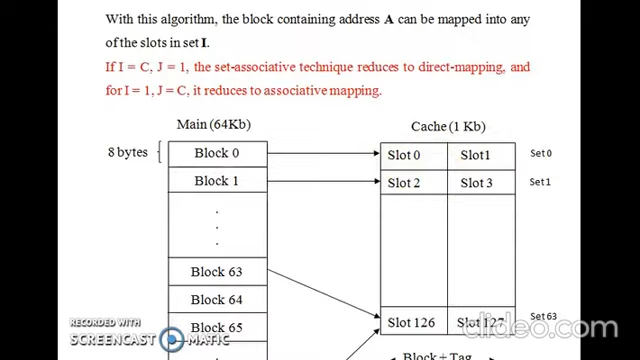 With this algorithm, the block containing address A can be mapped into any
of the slots in set I.
If I = C, J = 1, the set-associative technique reduces to direct-mapping, and
for I = 1, J = C, it reduces to associative mapping.
Main (64Kb)
Cache (1 Kb)
8 bytes
Block 0
Slot 0
Slot1
Set 0
Block 1
Slot 2
Slot 3
Set1
.
.
.
Block 63
Block 64
Set 63
Block 65
Slot 126
Slot 127
RECORDED WITH
SCREENCAST MATIC
clideo.com
Block + Tag